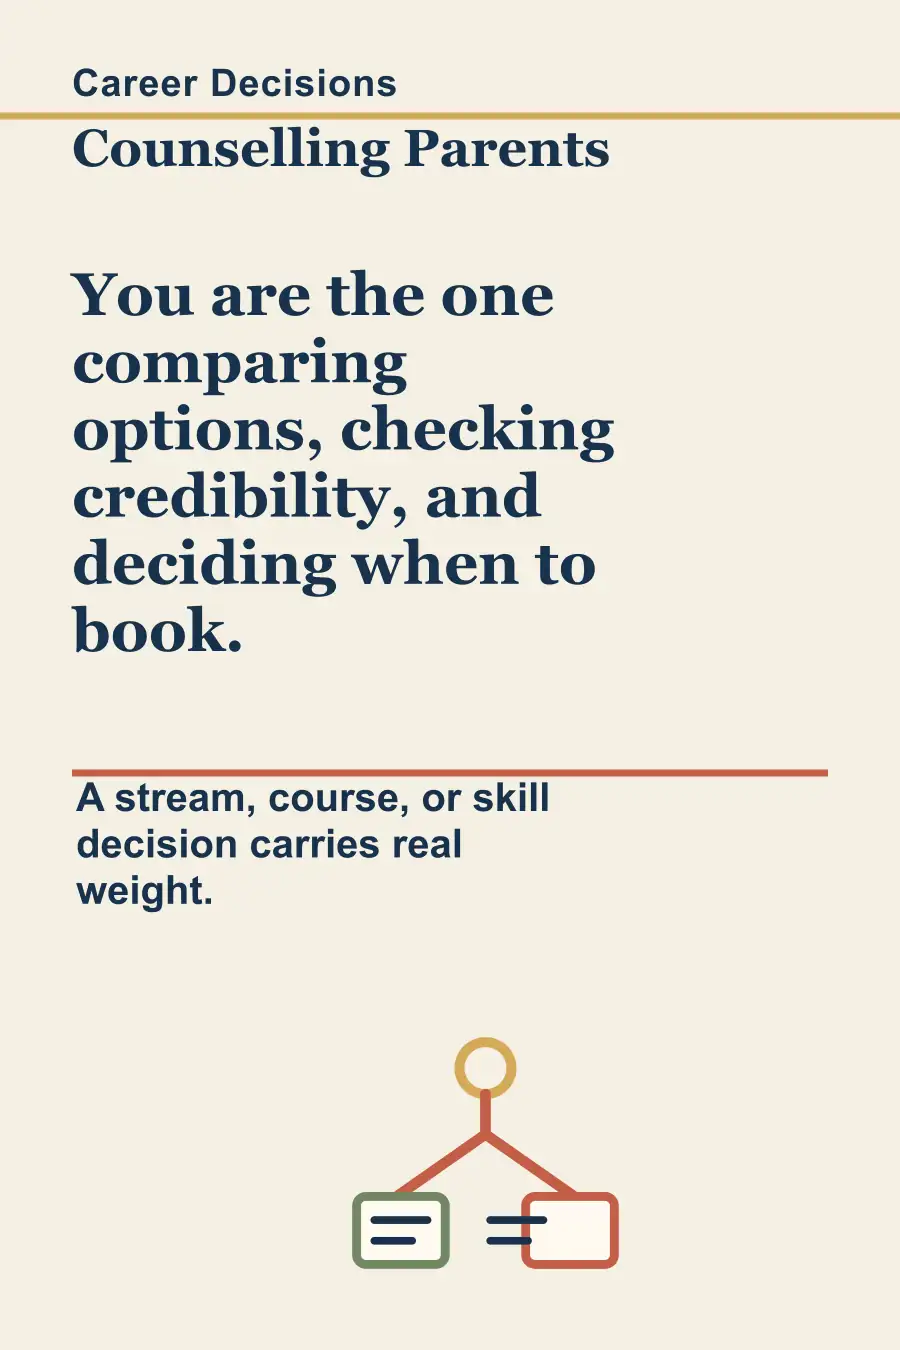 Career Decisions
Counselling Parents
You are the one
comparing
options, checking
credibility, and
deciding when to
book.
A stream, course, or skill
decision carries real
weight.